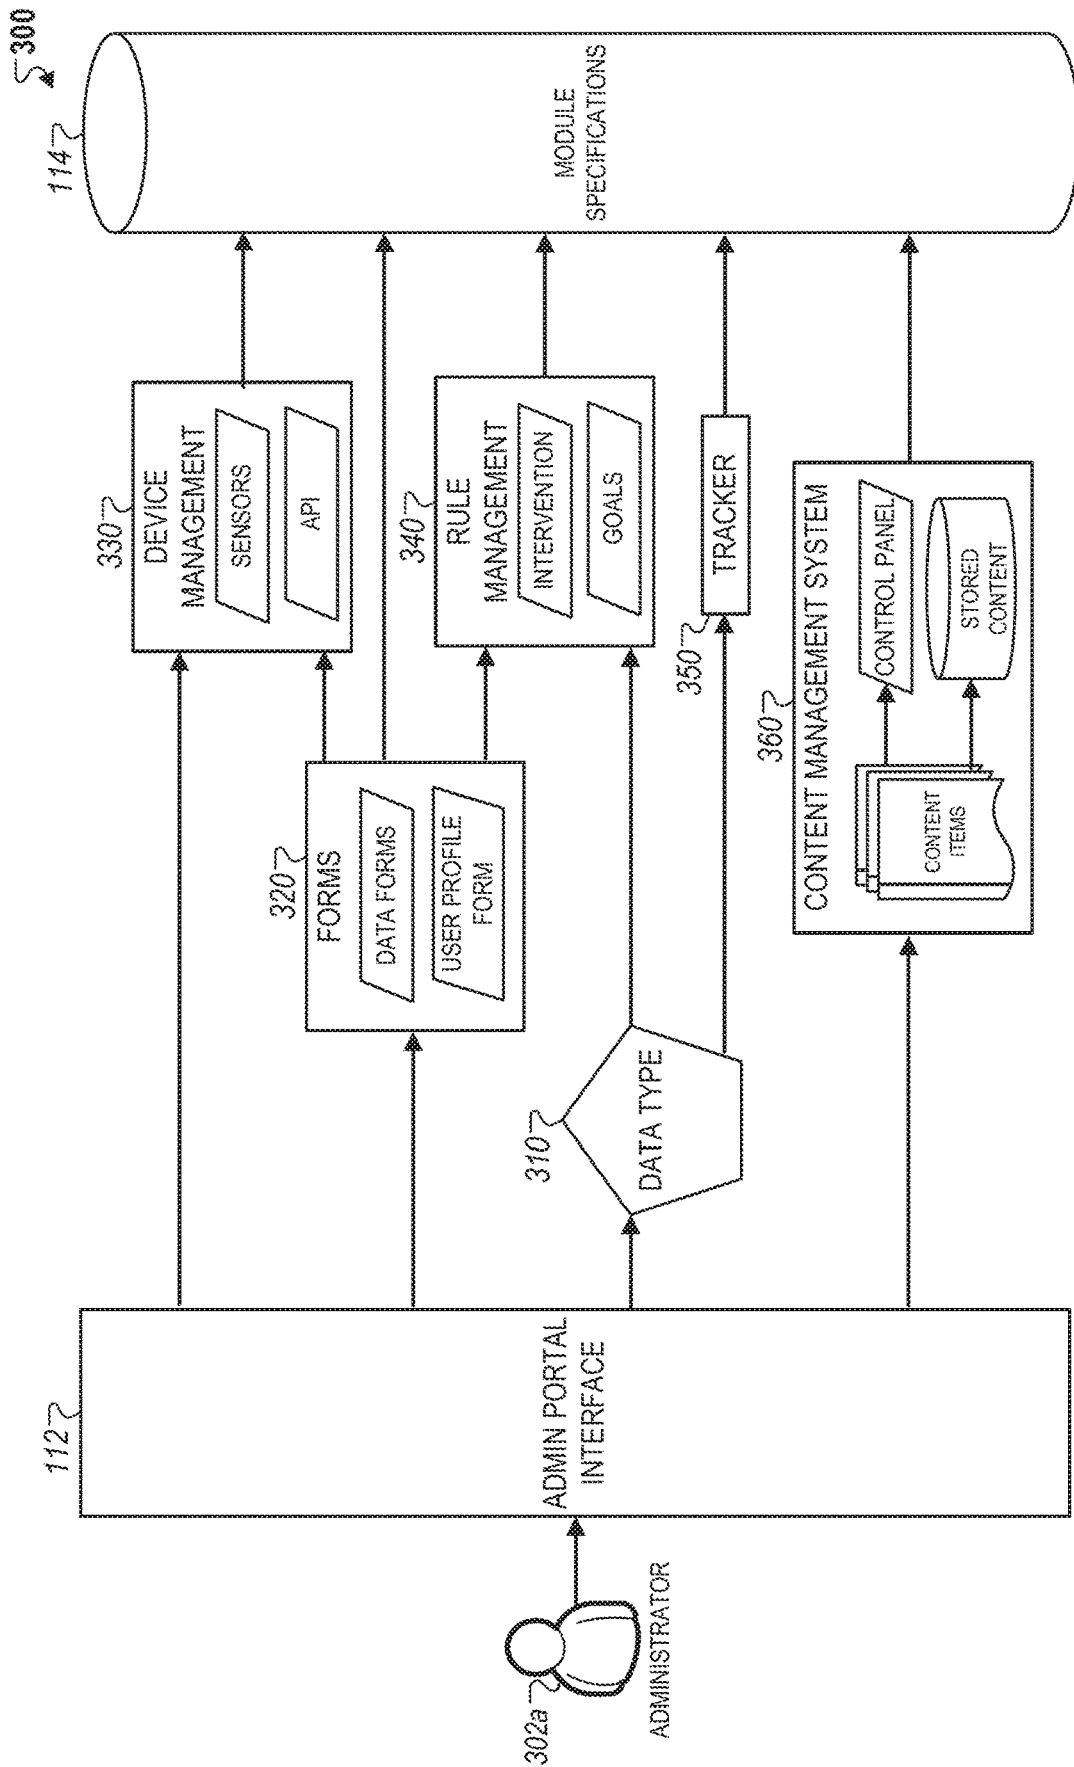 300
114
MODULE
SPECIFICATIONS
330
DEVICE
MANAGEMENT
SENSORS
API
340
RULE
MANAGEMENT
INTERVENTION
GOALS
350
TRACKER
360
CONTENT MANAGEMENT SYSTEM
CONTROL PANEL
STORED
CONTENT
CONTENT
ITEMS
320
FORMS
DATA FORMS
USER PROFILE
FORM
310
DATA TYPE
112
ADMIN PORTAL
INTERFACE
302a
ADMINISTRATOR